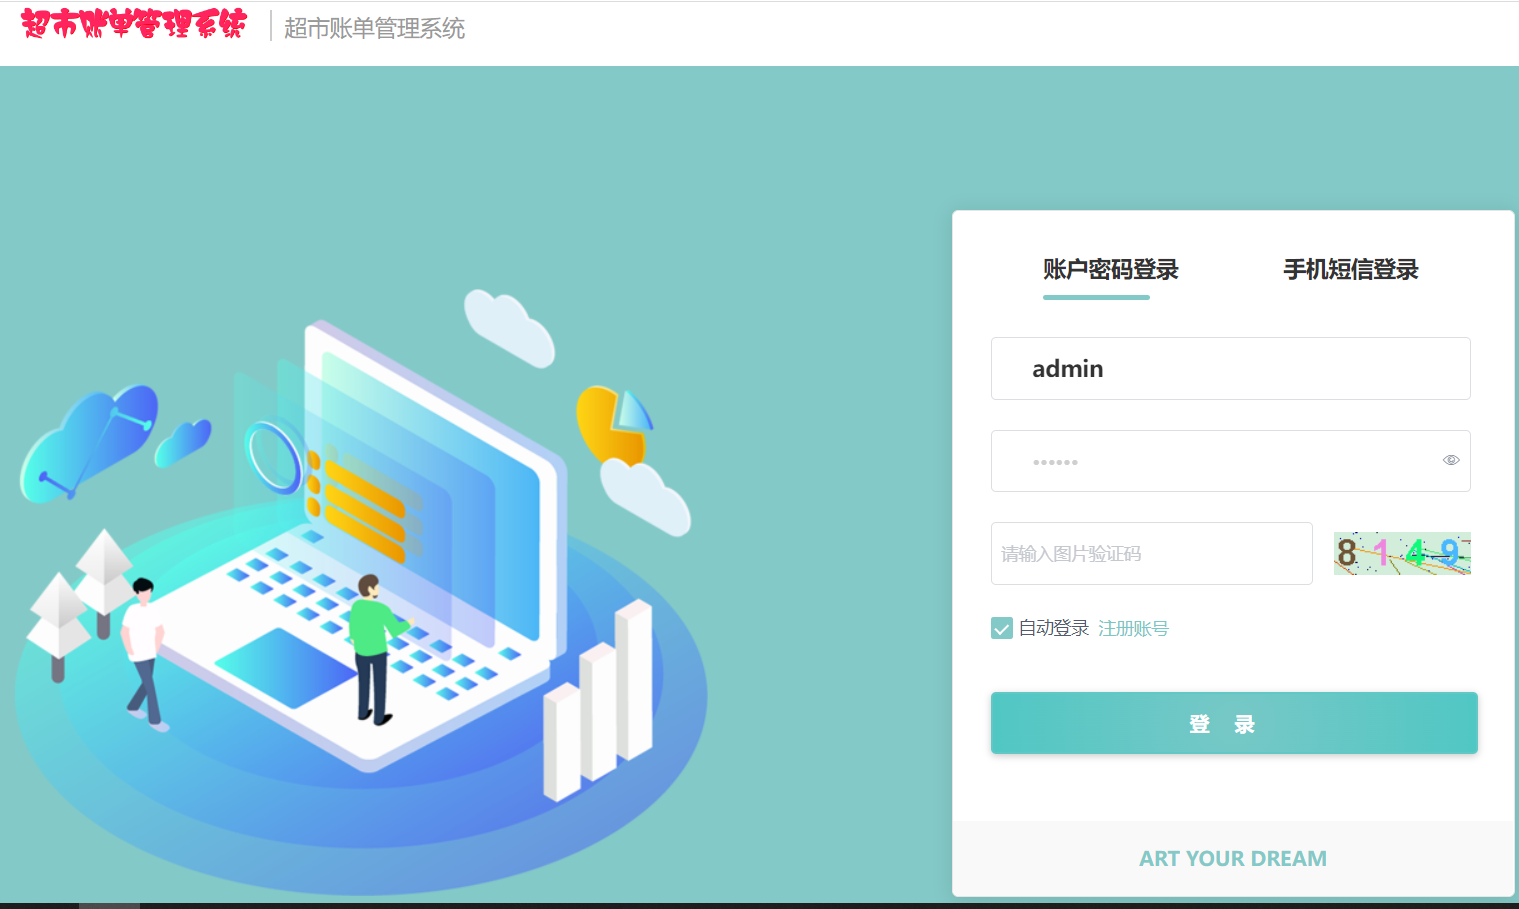 超市账单管理系统
超市账单管理系统
账户密码登录
手机短信登录
admin
••••••
请输入图片验证码
8149
自动登录 注册账号
登 录
ART YOUR DREAM